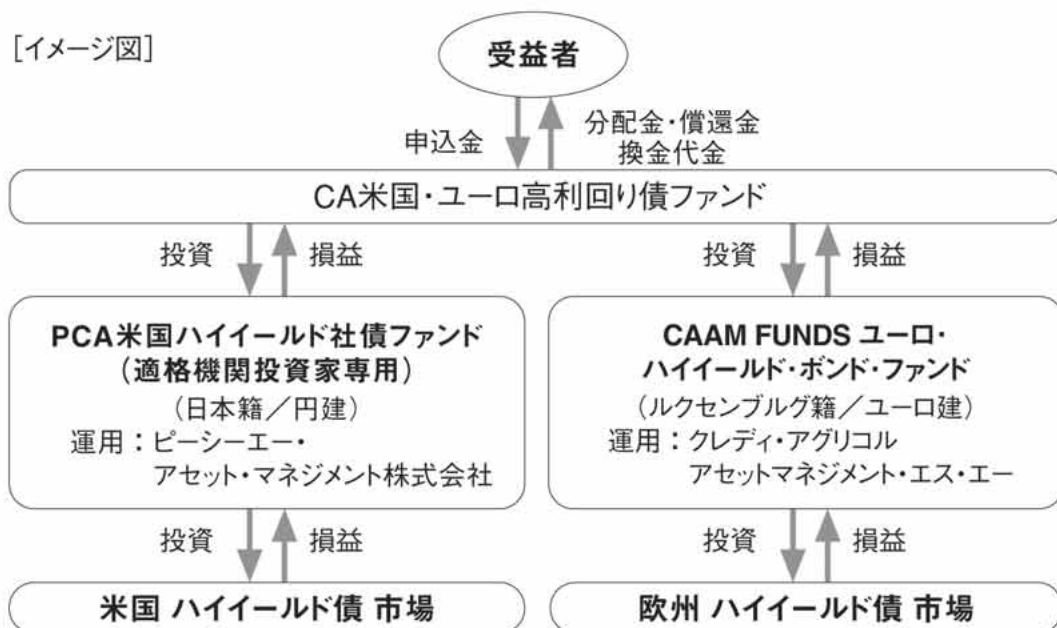 [イメージ図]
受益者
申込金
分配金・償還金
換金代金
CA米国・ユーロ高利回り債ファンド
投資
損益
投資
損益
PCA米国ハイイールド社債ファンド
(適格機関投資家専用)
(日本籍/円建)
運用：ピーシーエー・
アセット・マネジメント株式会社
CAAM FUNDS ユーロ・
ハイイールド・ボンド・ファンド
(ルクセンブルグ籍/ユーロ建)
運用：クレディ・アグリコル
アセットマネジメント・エス・エー
投資
損益
投資
損益
米国 ハイイールド債 市場
欧州 ハイイールド債 市場